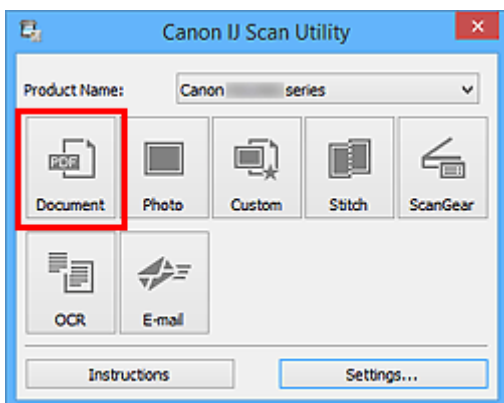 Canon IJ Scan Utility
Product Name: Canon series
PDF
Document Photo Custom Stitch ScanGear
OCR E-mail
Instructions Settings...